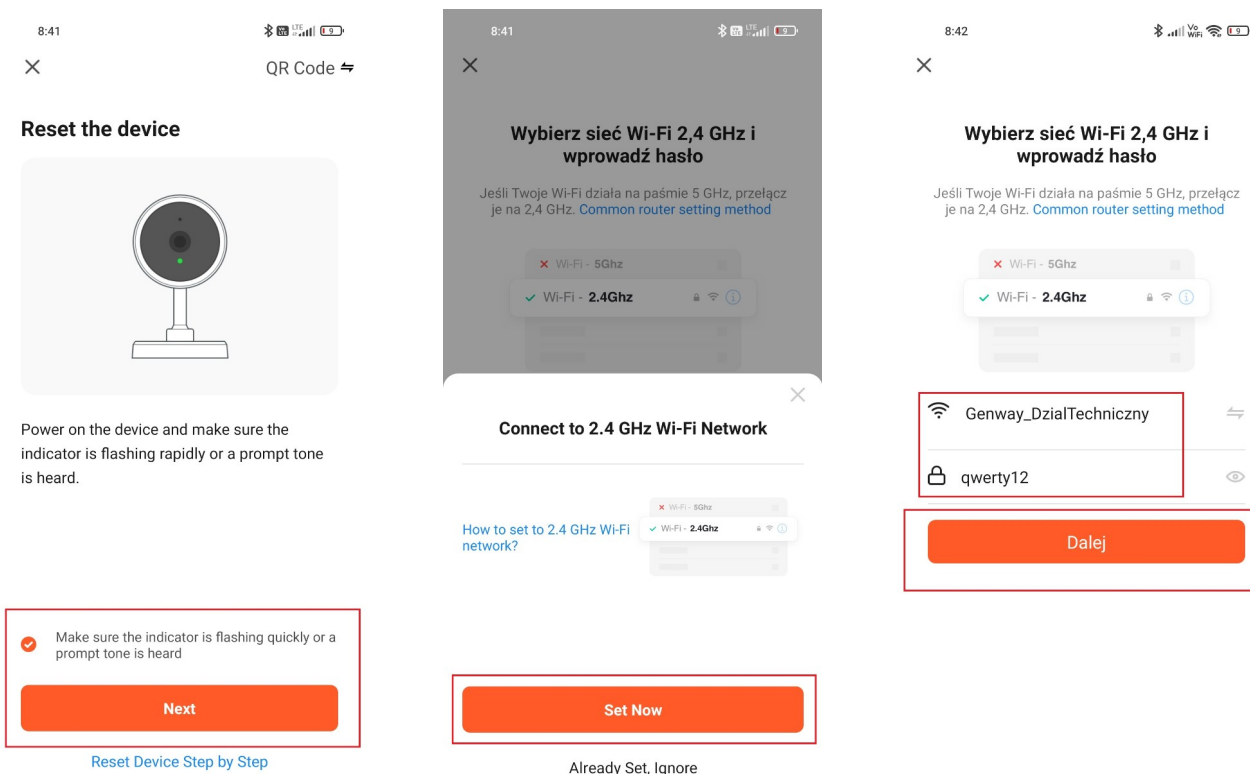 8:41
LTE
9
QR Code
Reset the device
Power on the device and make sure the
indicator is flashing rapidly or a prompt tone
is heard.
Make sure the indicator is flashing quickly or a
prompt tone is heard
Next
Reset Device Step by Step
8:41
LTE
9
Wybierz sieć Wi-Fi 2,4 GHz i
wprowadź hasło
Jeśli Twoje Wi-Fi działa na paśmie 5 GHz, przełącz
je na 2,4 GHz. Common router setting method
Wi-Fi - 5Ghz
Wi-Fi - 2.4Ghz
Connect to 2.4 GHz Wi-Fi Network
How to set to 2.4 GHz Wi-Fi
network?
Wi-Fi - 5Ghz
Wi-Fi - 2.4Ghz
Set Now
Already Set, Ignore
8:42
Vo
WiFi
9
Wybierz sieć Wi-Fi 2,4 GHz i
wprowadź hasło
Jeśli Twoje Wi-Fi działa na paśmie 5 GHz, przełącz
je na 2,4 GHz. Common router setting method
Wi-Fi - 5Ghz
Wi-Fi - 2.4Ghz
Genway_DzialTechniczny
qwerty12
Dalej